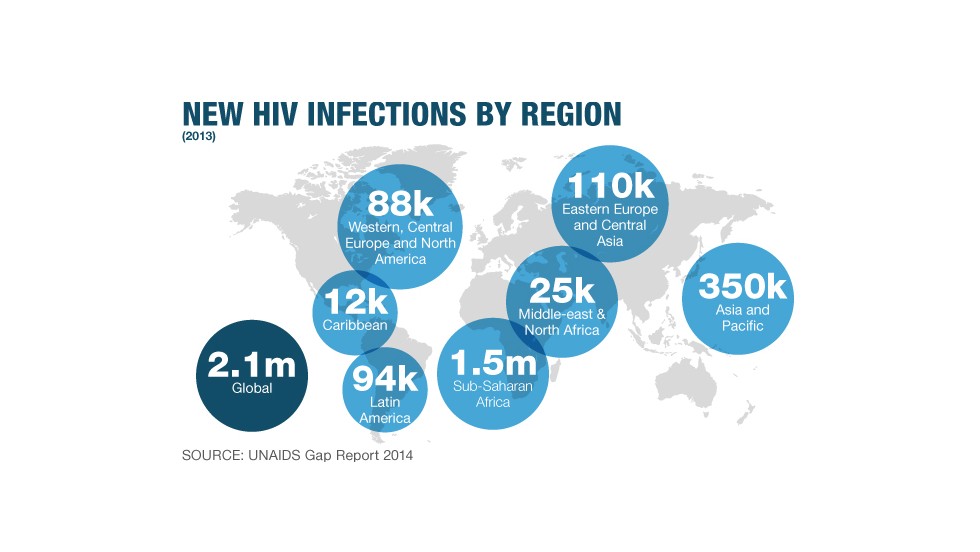 NEW HIV INFECTIONS BY REGION
(2013)
88k
Western, Central
Europe and North
America
110k
Eastern Europe
and Central
Asia
12k
Caribbean
25k
Middle-east &
North Africa
350k
Asia and
Pacific
2.1m
Global
94k
Latin
America
1.5m
Sub-Saharan
Africa
SOURCE: UNAIDS Gap Report 2014